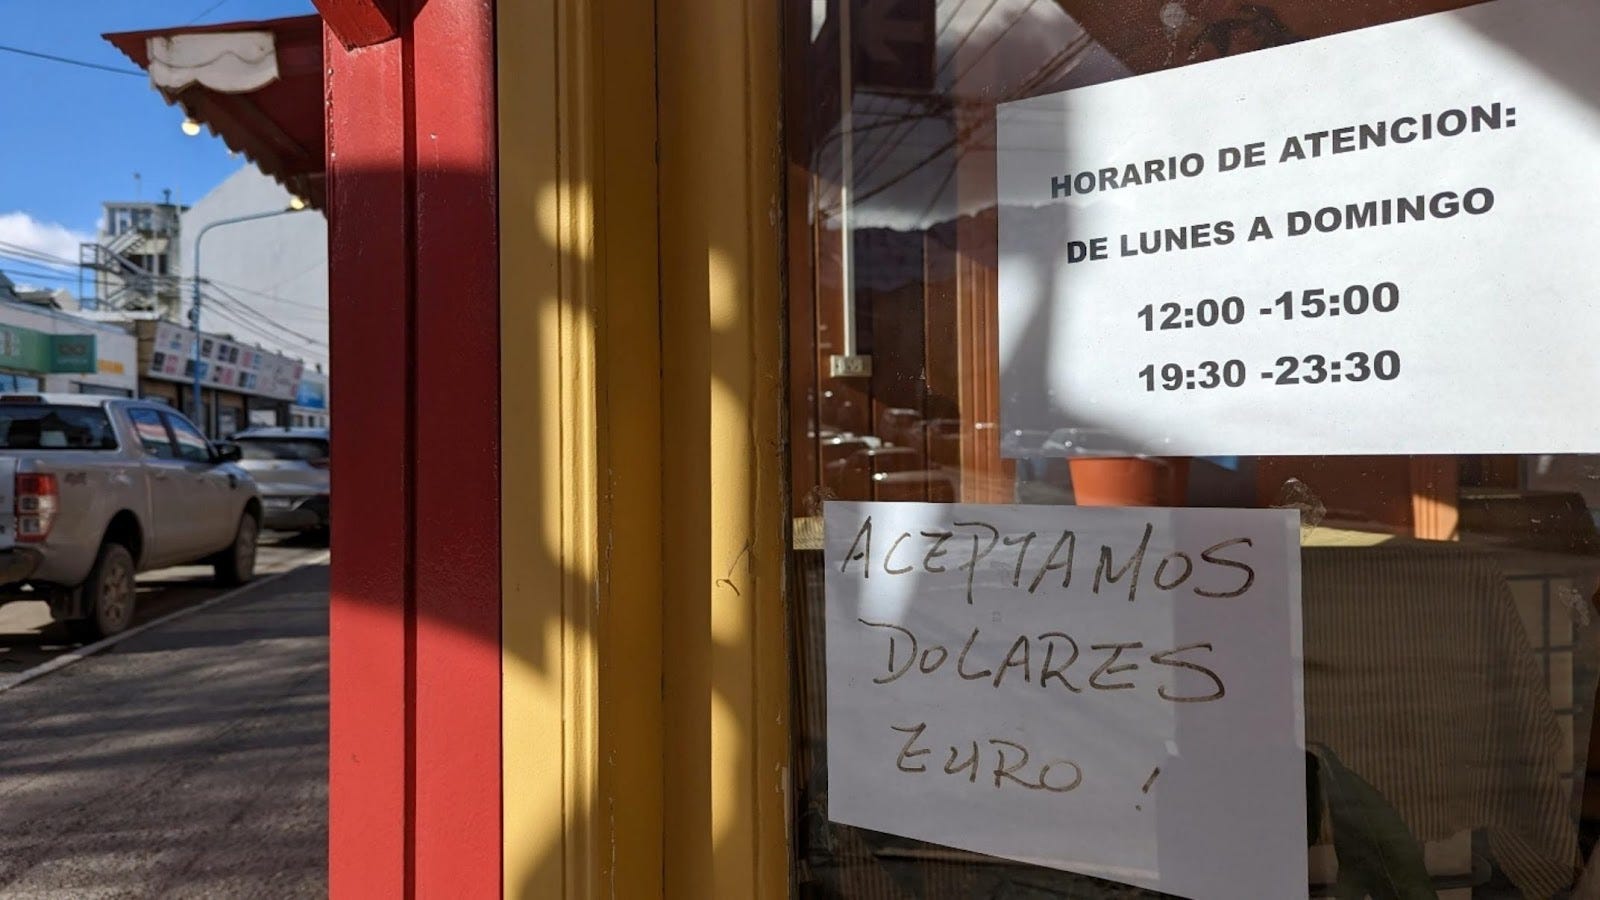 HORARIO DE ATENCION:
DE LUNES A DOMINGO
12:00 -15:00
19:30 -23:30
ACEPTAMOS
DOLARES
EURO !